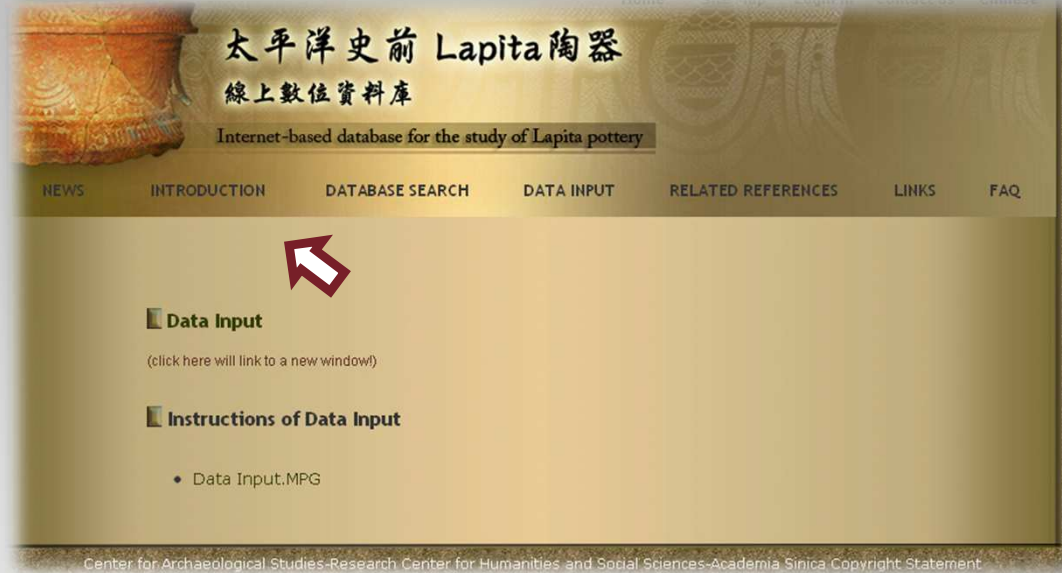 太平洋史前 Lapita陶器
線上數位資料庫
Internet-based database for the study of Lapita pottery
NEWS INTRODUCTION DATABASE SEARCH DATA INPUT RELATED REFERENCES LINKS FAQ
Data Input
(click here will link to a new window!)
Instructions of Data Input
• Data Input.MPG
Center for Archaeological Studies-Research Center for Humanities and Social Sciences-Academia Sinica Copyright Statement